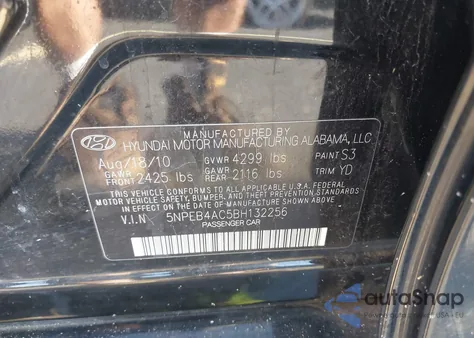 MANUFACTURED BY
HYUNDAI MOTOR MANUFACTURING ALABAMA, LLC
Aug/18/10 GVWR 4299 lbs PAINT S3
GAWR FRONT 2425 lbs GAWR REAR 2116 lbs TRIM YD
THIS VEHICLE CONFORMS TO ALL APPLICABLE FEDERAL
MOTOR VEHICLE SAFETY, BUMPER, AND THEFT PREVENTION
STANDARDS IN EFFECT ON THE DATE OF MANUFACTURE SHOWN ABOVE.
V.I.N 5NPEB4AC5BH132256
PASSENGER CAR
autoShap